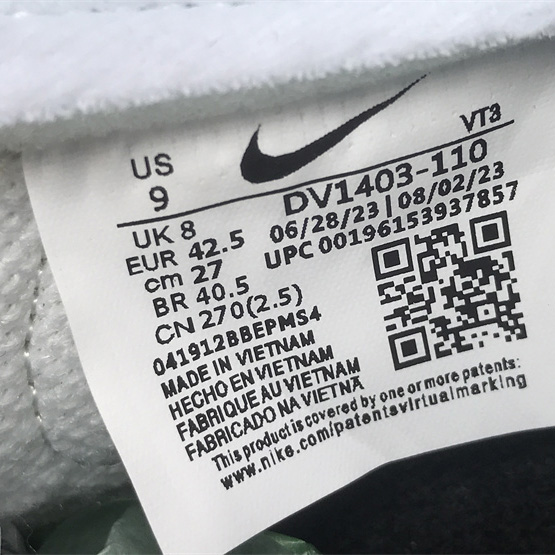 VT3
US
9
DV1403-110
UK 8
06/28/23 | 08/02/23
EUR 42.5
UPC 00196153937857
cm 27
BR 40.5
CN 270(2.5)
041912BBEPMS4
MADE IN VIETNAM
HECHO EN VIETNAM
FABRIQUE AU VIETNAM
FABRICADO NA VIETNÃ
This product is covered by one or more patents:
www.nike.com/patentsvirtualmarking